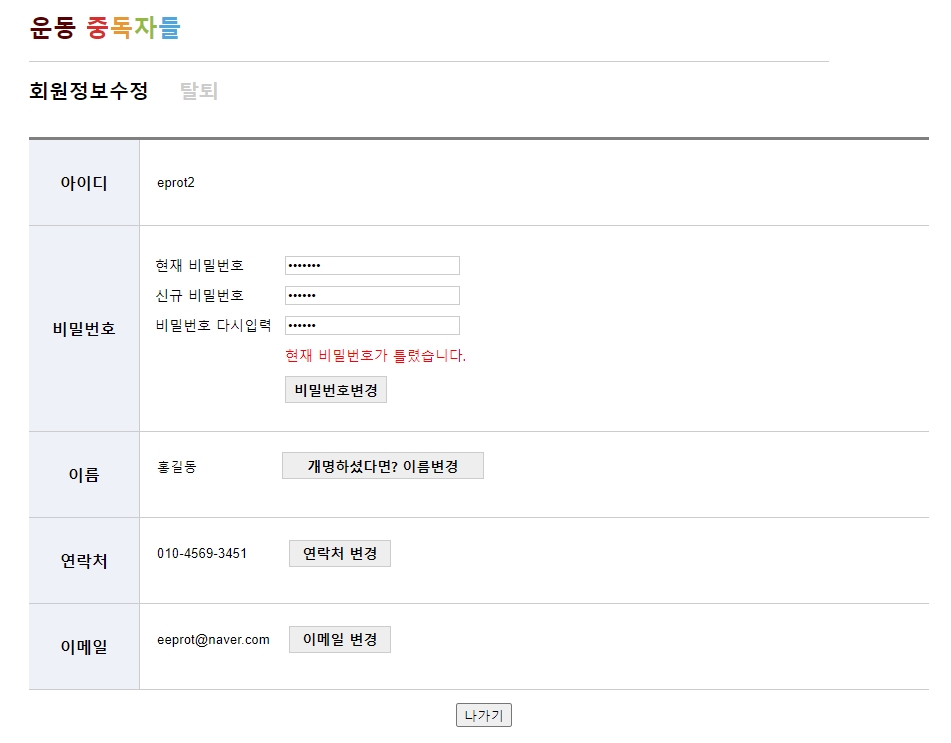 운동 중독자들
회원정보수정 탈퇴
아이디 eprot2
현재 비밀번호 •••••••
신규 비밀번호 ••••••
비밀번호
비밀번호 다시입력 ••••••
현재 비밀번호가 틀렸습니다.
비밀번호변경
이름 홍길동 개명하셨다면? 이름변경
연락처 010-4569-3451 연락처 변경
이메일 eeprot@naver.com 이메일 변경
나가기